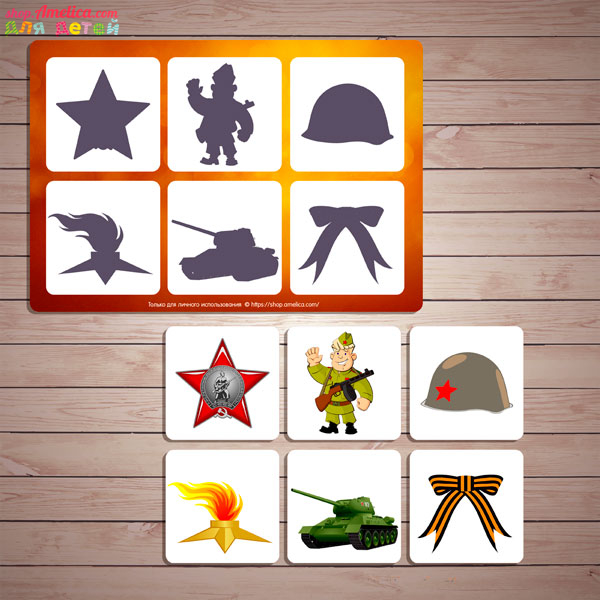 shop.Amelica.com
для детей
Только для личного использования © https://shop.amelica.com/